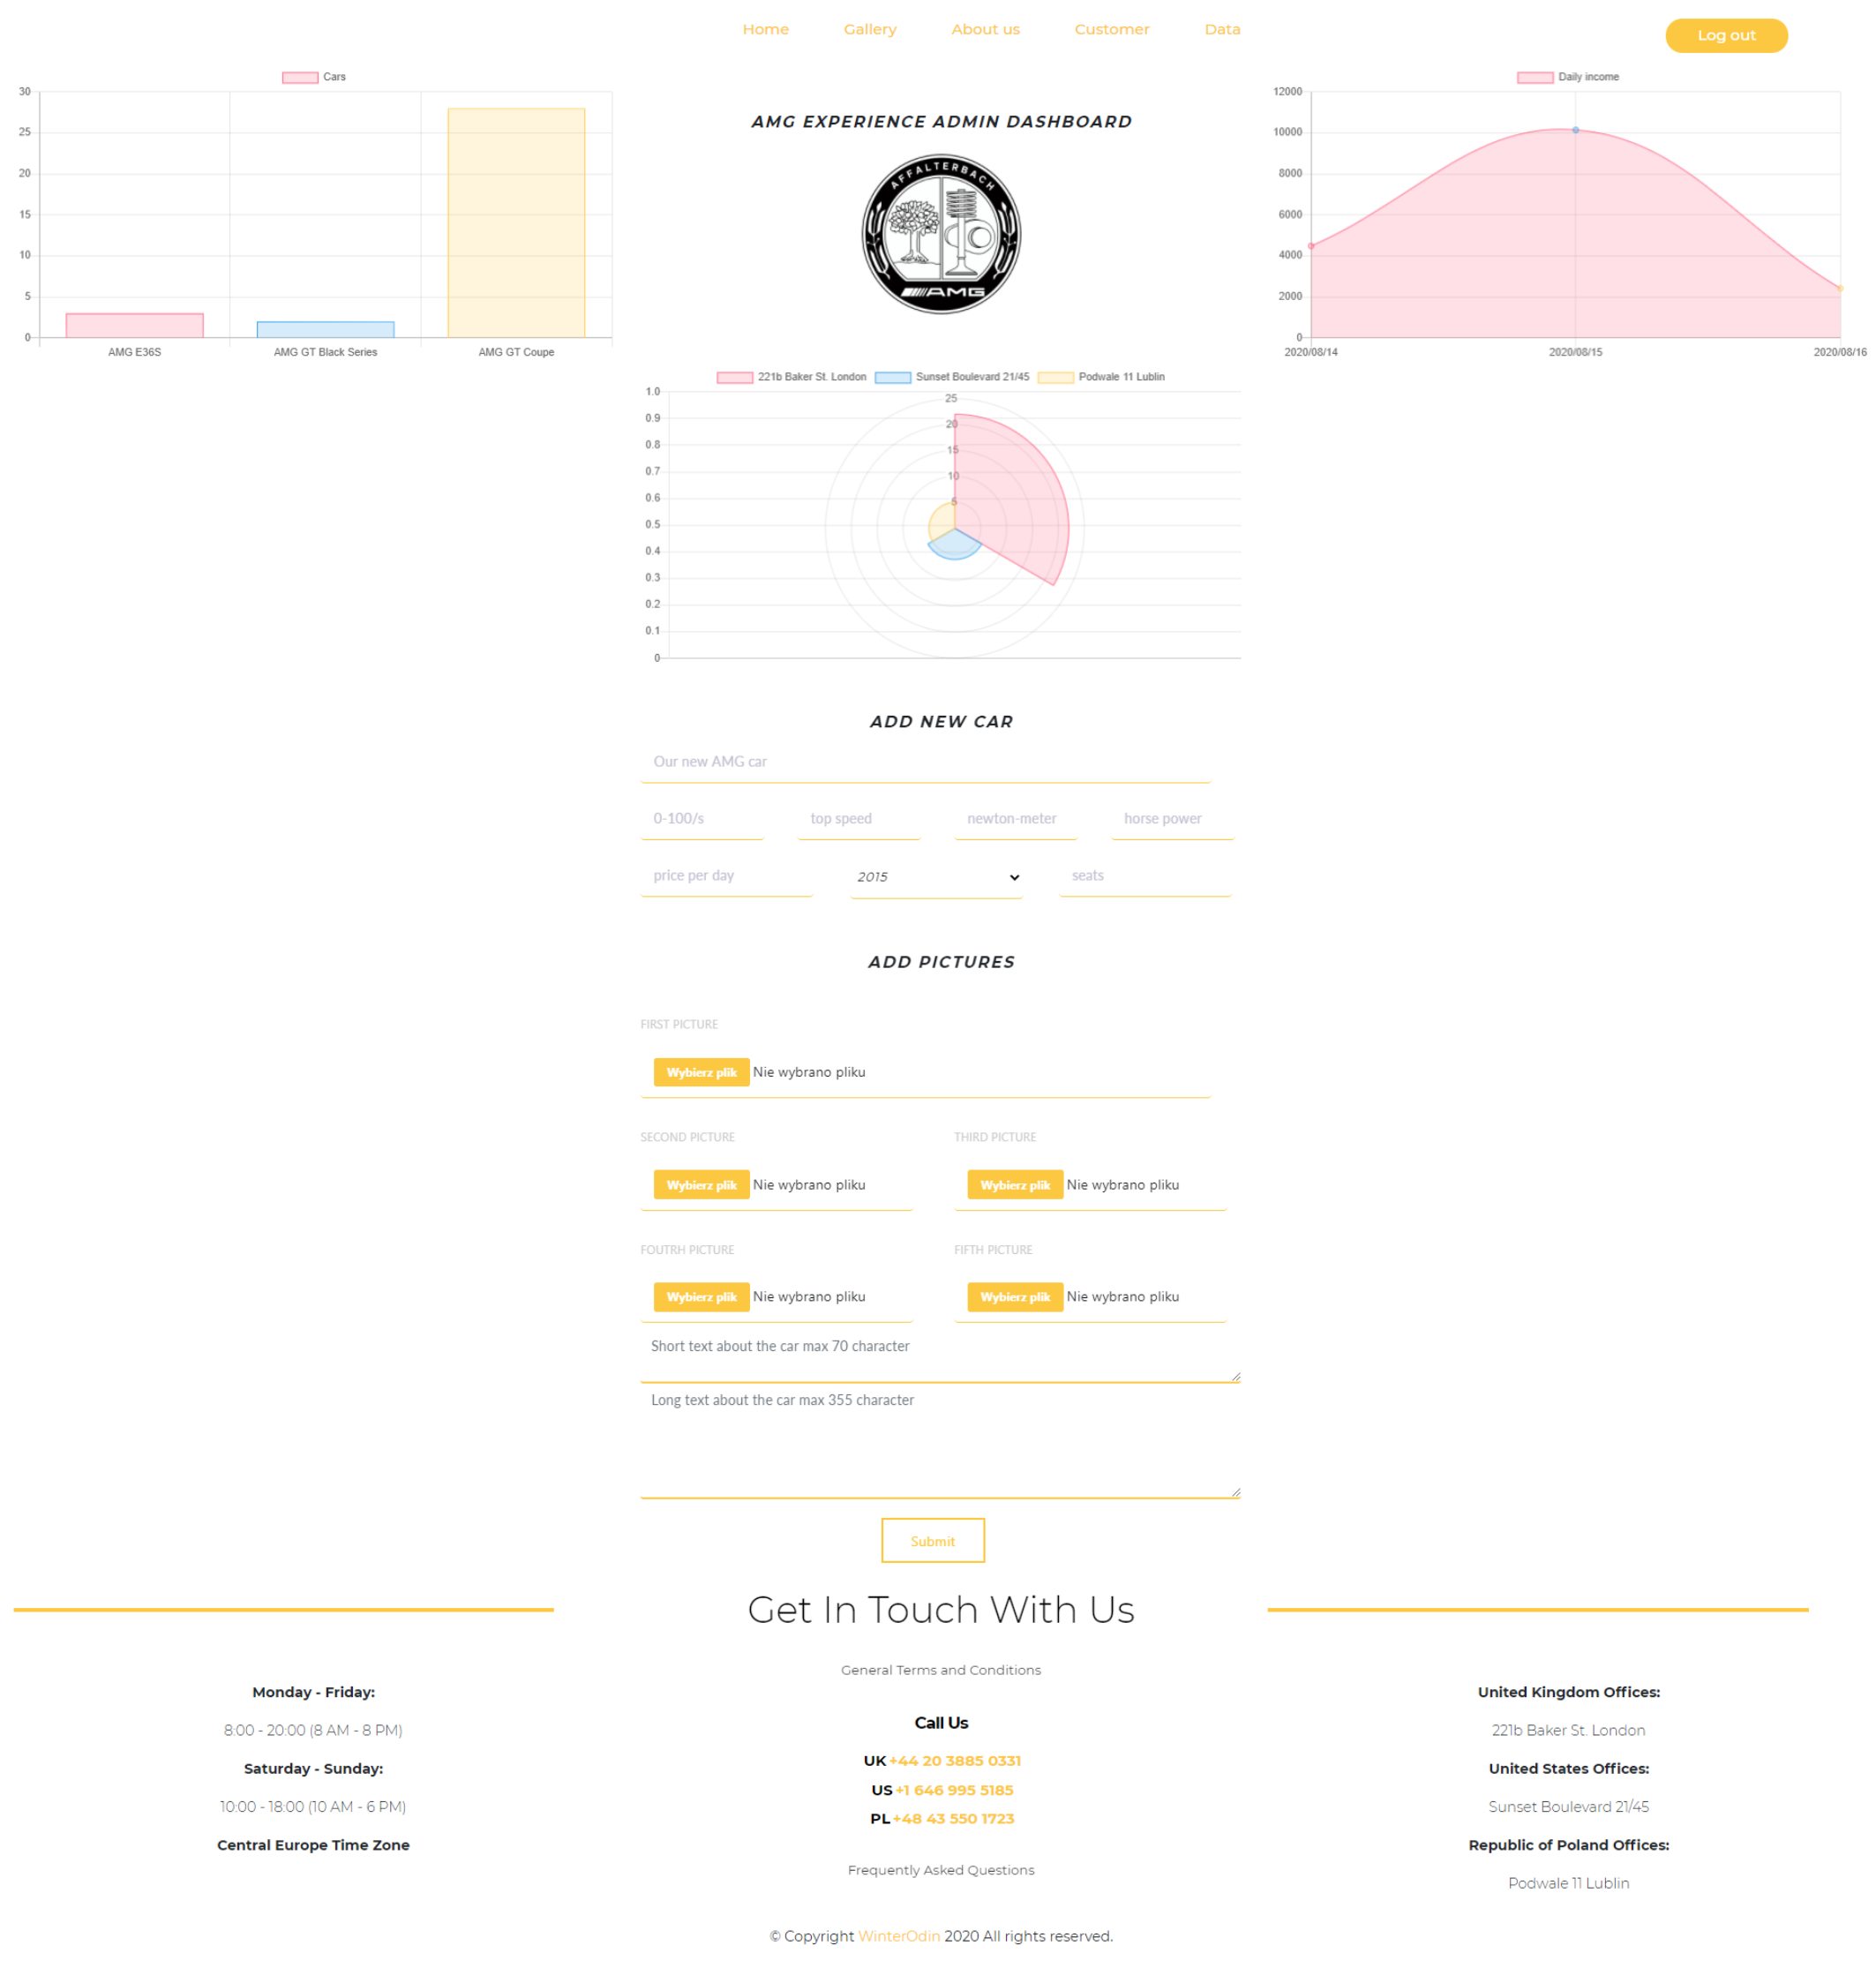 Home Gallery About us Customer Data Log out
Cars
30
25
20
15
10
5
0
AMG E36S AMG GT Black Series AMG GT Coupe
AMG EXPERIENCE ADMIN DASHBOARD
AFFALTERBACH
AMG
Daily income
12000
10000
8000
6000
4000
2000
0
2020/08/14 2020/08/15 2020/08/16
221b Baker St. London Sunset Boulevard 21/45 Podwale 11 Lublin
1.0
0.9
0.8
0.7
0.6
0.5
0.4
0.3
0.2
0.1
0
25
20
15
10
5
ADD NEW CAR
Our new AMG car
0-100/s top speed newton-meter horse power
price per day 2015 seats
ADD PICTURES
FIRST PICTURE
Wybierz plik Nie wybrano pliku
SECOND PICTURE THIRD PICTURE
Wybierz plik Nie wybrano pliku Wybierz plik Nie wybrano pliku
FOUTRH PICTURE FIFTH PICTURE
Wybierz plik Nie wybrano pliku Wybierz plik Nie wybrano pliku
Short text about the car max 70 character
Long text about the car max 355 character
Submit
Get In Touch With Us
Monday - Friday:
8:00 - 20:00 (8 AM - 8 PM)
Saturday - Sunday:
10:00 - 18:00 (10 AM - 6 PM)
Central Europe Time Zone
General Terms and Conditions
Call Us
UK +44 20 3885 0331
US +1 646 995 5185
PL +48 43 550 1723
Frequently Asked Questions
United Kingdom Offices:
221b Baker St. London
United States Offices:
Sunset Boulevard 21/45
Republic of Poland Offices:
Podwale 11 Lublin
© Copyright WinterOdin 2020 All rights reserved.